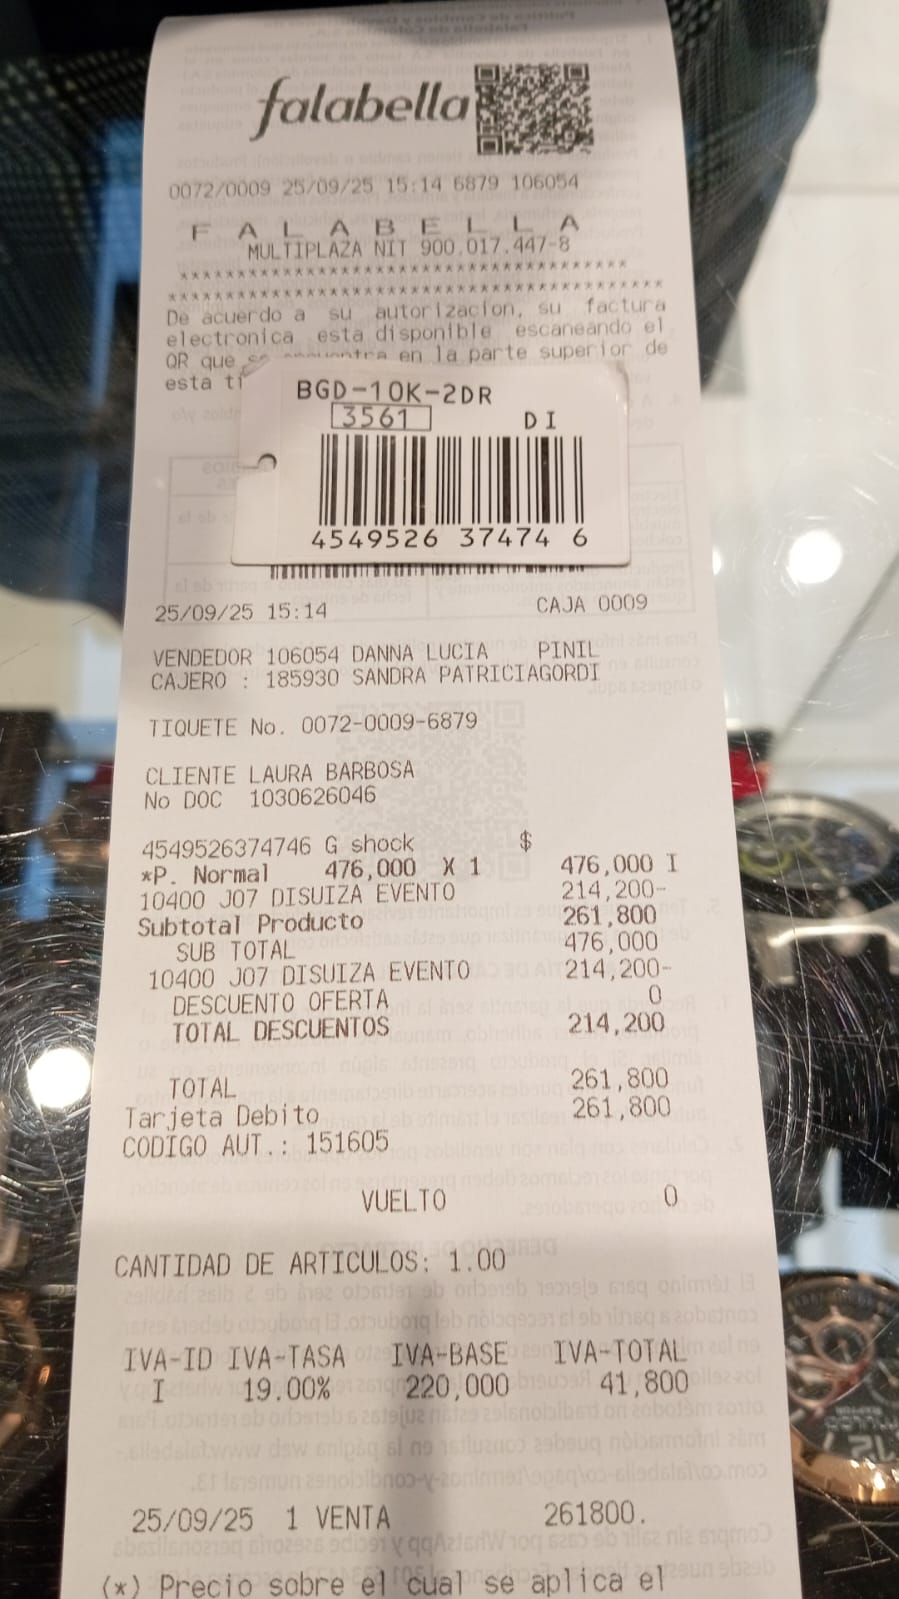 falabella
0072/0009 25/09/25 15:14 6879 106054
F A L A B E L L A
MULTIPLAZA NIT 900.017.447-8
****************************************
******************************************
De acuerdo a su autorizacion, su factura
electronica esta disponible escaneando el
QR que se encuentra en la parte superior de
esta ti
BGD-10K-2DR
3561 DI
4549526 37474 6
25/09/25 15:14 CAJA 0009
VENDEDOR 106054 DANNA LUCIA PINIL
CAJERO : 185930 SANDRA PATRICIAGORDI
TIQUETE No. 0072-0009-6879
CLIENTE LAURA BARBOSA
No DOC 1030626046
4549526374746 G shock $
*P. Normal 476,000 X 1 476,000 I
10400 J07 DISUIZA EVENTO 214,200-
Subtotal Producto 261,800
SUB TOTAL 476,000
10400 J07 DISUIZA EVENTO 214,200-
DESCUENTO OFERTA 0
TOTAL DESCUENTOS 214,200
TOTAL 261,800
Tarjeta Debito 261,800
CODIGO AUT.: 151605
VUELTO 0
CANTIDAD DE ARTICULOS: 1.00
IVA-ID IVA-TASA IVA-BASE IVA-TOTAL
I 19.00% 220,000 41,800
25/09/25 1 VENTA 261800.
(*) Precio sobre el cual se aplica el